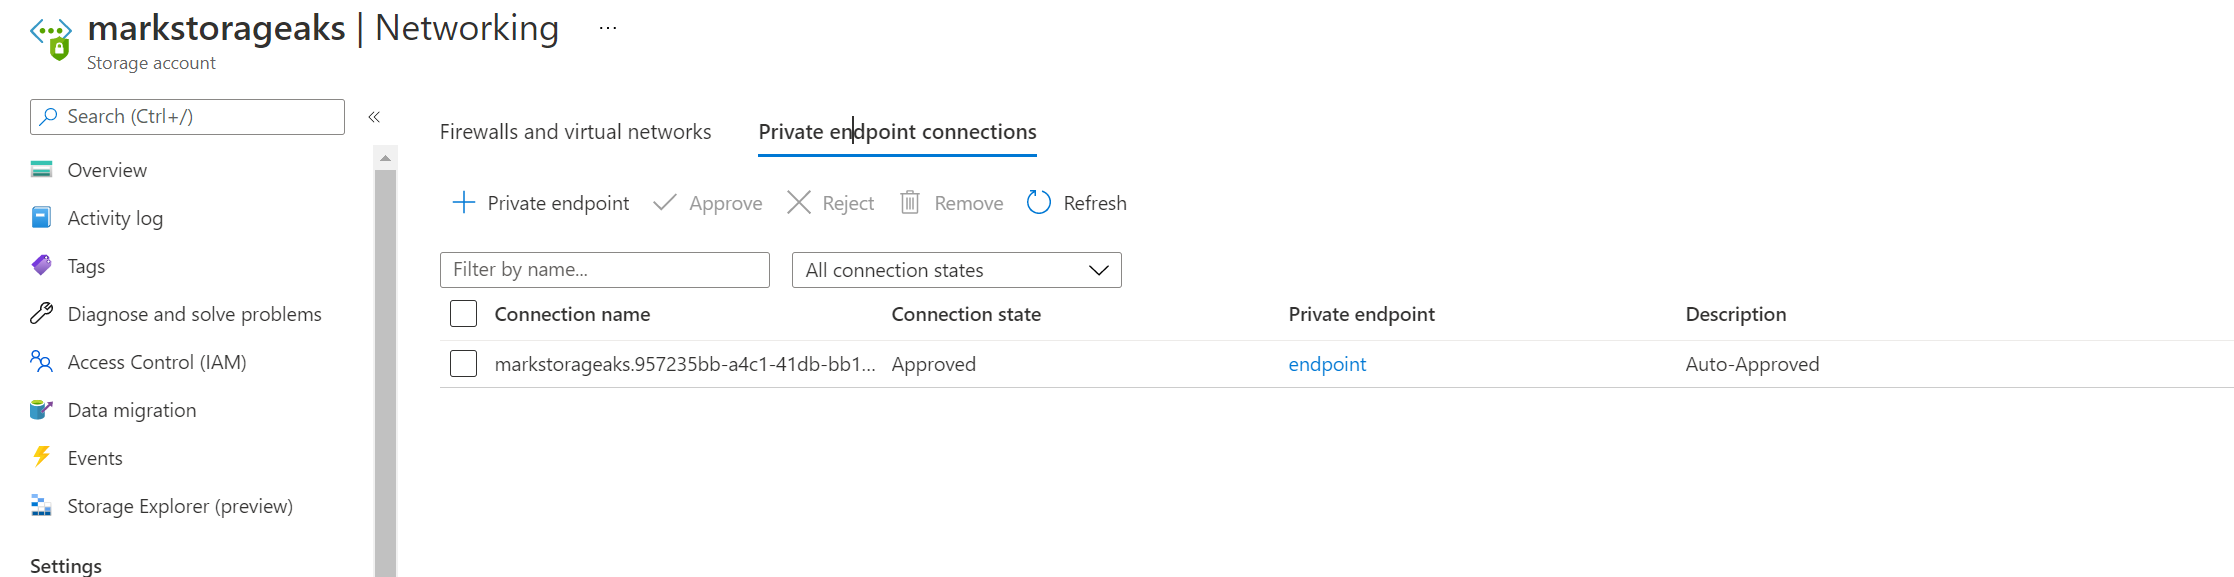 markstorageaks | Networking ...
Storage account
Search (Ctrl+/)
«
Overview
Activity log
Tags
Diagnose and solve problems
Access Control (IAM)
Data migration
Events
Storage Explorer (preview)
Settings
Firewalls and virtual networks Private endpoint connections
Private endpoint Approve Reject Remove Refresh
Filter by name... All connection states
Connection name Connection state Private endpoint Description
markstorageaks.957235bb-a4c1-41db-bb1... Approved endpoint Auto-Approved